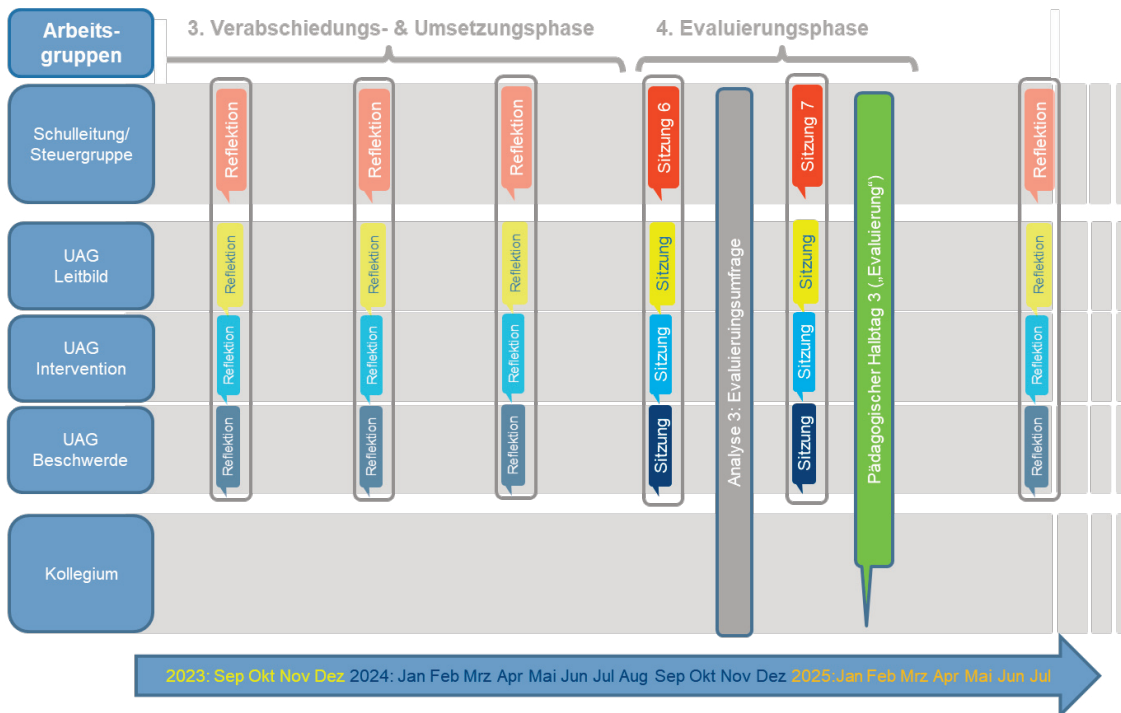 Arbeits-
gruppen
3. Verabschiedungs- & Umsetzungsphase
4. Evaluierungsphase
Schulleitung/
Steuergruppe
Reflektion
Reflektion
Reflektion
Sitzung 6
Sitzung 7
Reflektion
UAG
Leitbild
Reflektion
Reflektion
Reflektion
Sitzung
Sitzung
Reflektion
UAG
Intervention
Reflektion
Reflektion
Reflektion
Sitzung
Sitzung
Reflektion
UAG
Beschwerde
Reflektion
Reflektion
Reflektion
Sitzung
Sitzung
Reflektion
Analyse 3: Evaluieruingsumfrage
Pädagogischer Halbtag 3 („Evaluierung“)
Kollegium
2023: Sep Okt Nov Dez 2024: Jan Feb Mrz Apr Mai Jun Jul Aug Sep Okt Nov Dez 2025:Jan Feb Mrz Apr Mai Jun Jul